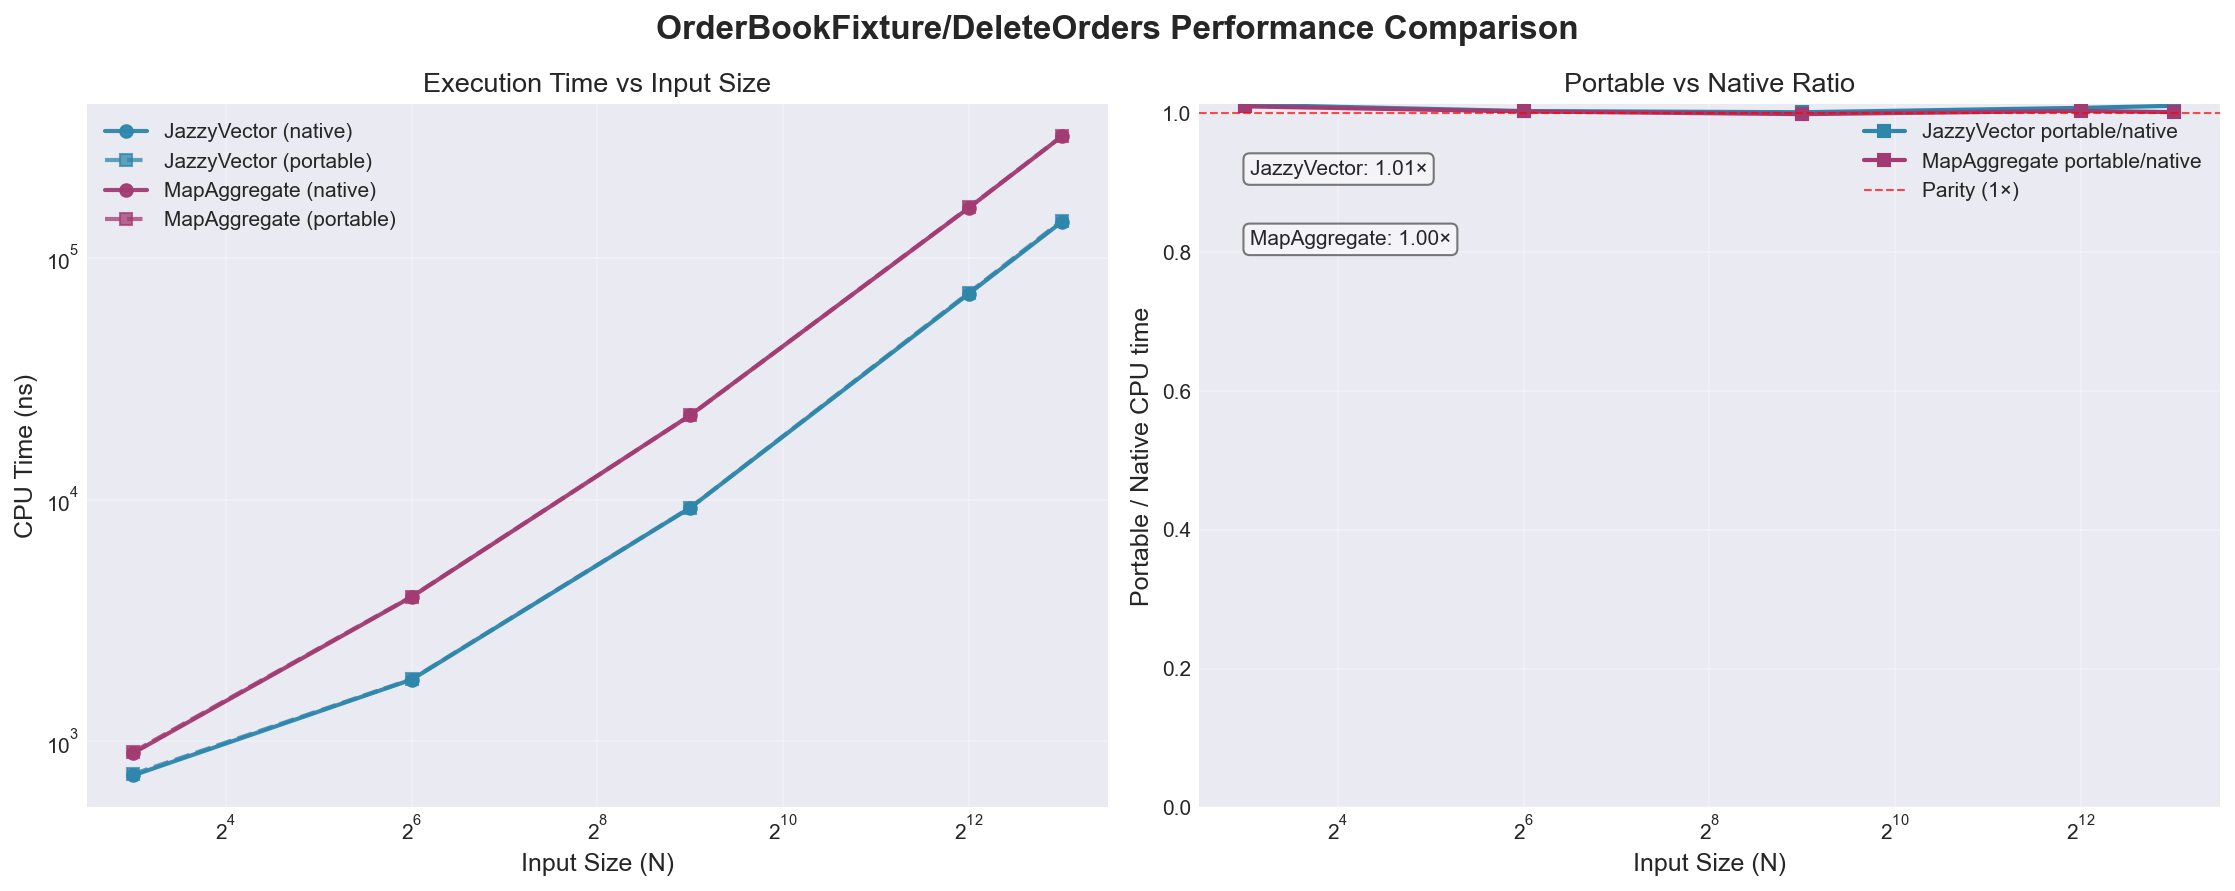 OrderBookFixture/DeleteOrders Performance Comparison
Execution Time vs Input Size
JazzyVector (native)
JazzyVector (portable)
MapAggregate (native)
MapAggregate (portable)
CPU Time (ns)
10^5
10^4
10^3
2^4
2^6
2^8
2^10
2^12
Input Size (N)
Portable vs Native Ratio
JazzyVector portable/native
MapAggregate portable/native
Parity (1×)
JazzyVector: 1.01×
MapAggregate: 1.00×
Portable / Native CPU time
1.0
0.8
0.6
0.4
0.2
0.0
2^4
2^6
2^8
2^10
2^12
Input Size (N)